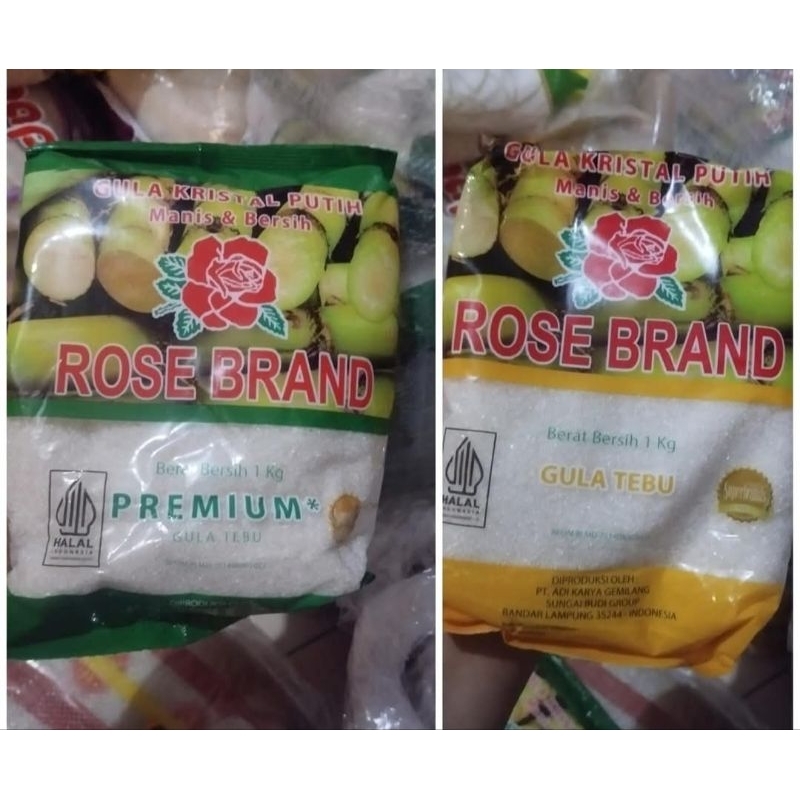 GULA KRISTAL PUTIH
Manis & Bersih
ROSE BRAND
Berat Bersih 1 Kg
PREMIUM*
GULA TEBU
HALAL
INDONESIA
GULA KRISTAL PUTIH
Manis & Bersih
ROSE BRAND
Berat Bersih 1 Kg
GULA TEBU
HALAL
INDONESIA
DIPRODUKSI OLEH
PT. ADI KARYA GEMILANG
SUNGAI BUDI GROUP
BANDAR LAMPUNG 35244 - INDONESIA